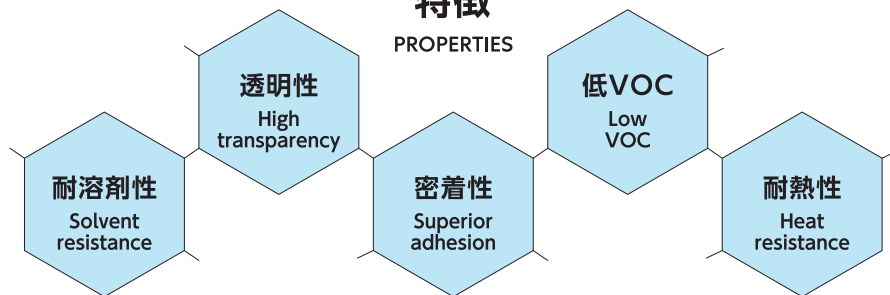 特徴
PROPERTIES
透明性
High
transparency
低VOC
Low
VOC
耐溶剤性
Solvent
resistance
密着性
Superior
adhesion
耐熱性
Heat
resistance